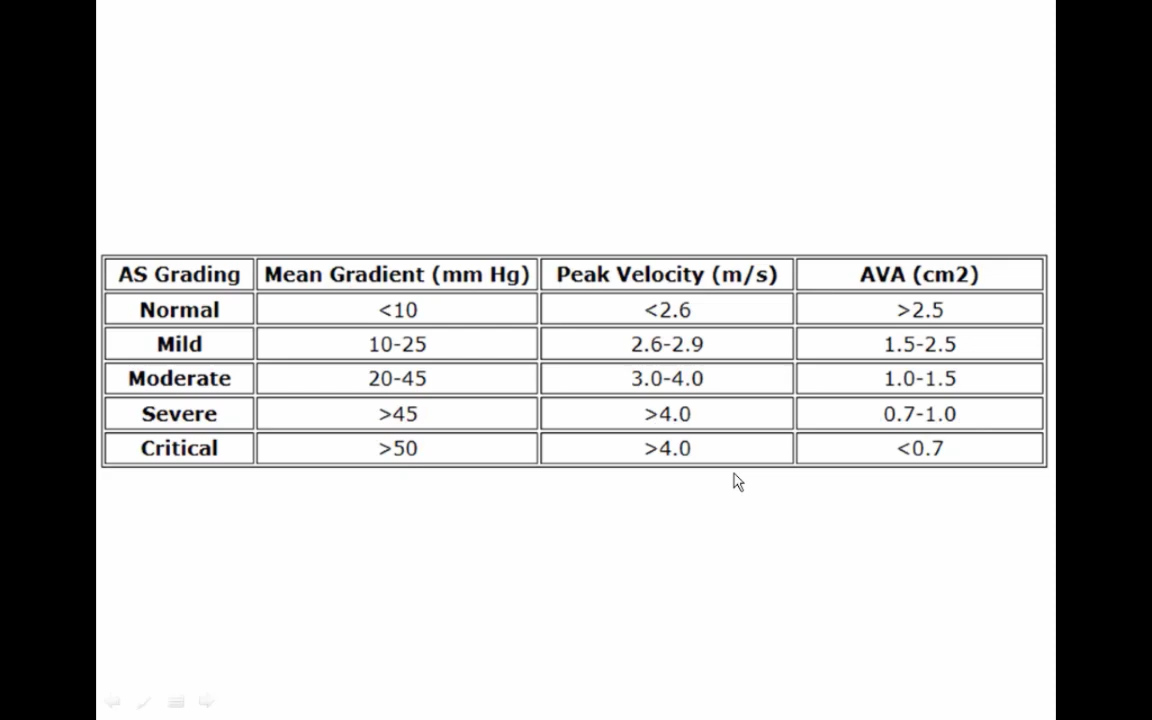 AS Grading Mean Gradient (mm Hg) Peak Velocity (m/s) AVA (cm2)
Normal <10 <2.6 >2.5
Mild 10-25 2.6-2.9 1.5-2.5
Moderate 20-45 3.0-4.0 1.0-1.5
Severe >45 >4.0 0.7-1.0
Critical >50 >4.0 <0.7